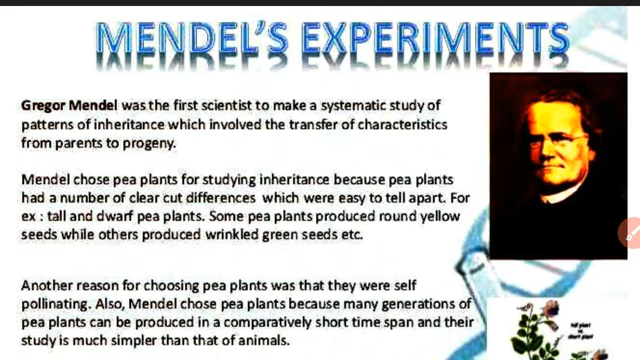 MENDEL'S EXPERIMENTS
Gregor Mendel was the first scientist to make a systematic study of
patterns of inheritance which involved the transfer of characteristics
from parents to progeny.
Mendel chose pea plants for studying inheritance because pea plants
had a number of clear cut differences which were easy to tell apart. For
ex : tall and dwarf pea plants. Some pea plants produced round yellow
seeds while others produced wrinkled green seeds etc.
Another reason for choosing pea plants was that they were self
pollinating. Also, Mendel chose pea plants because many generations of
pea plants can be produced in a comparatively short time span and their
study is much simpler than that of animals.
tall plant
short plant